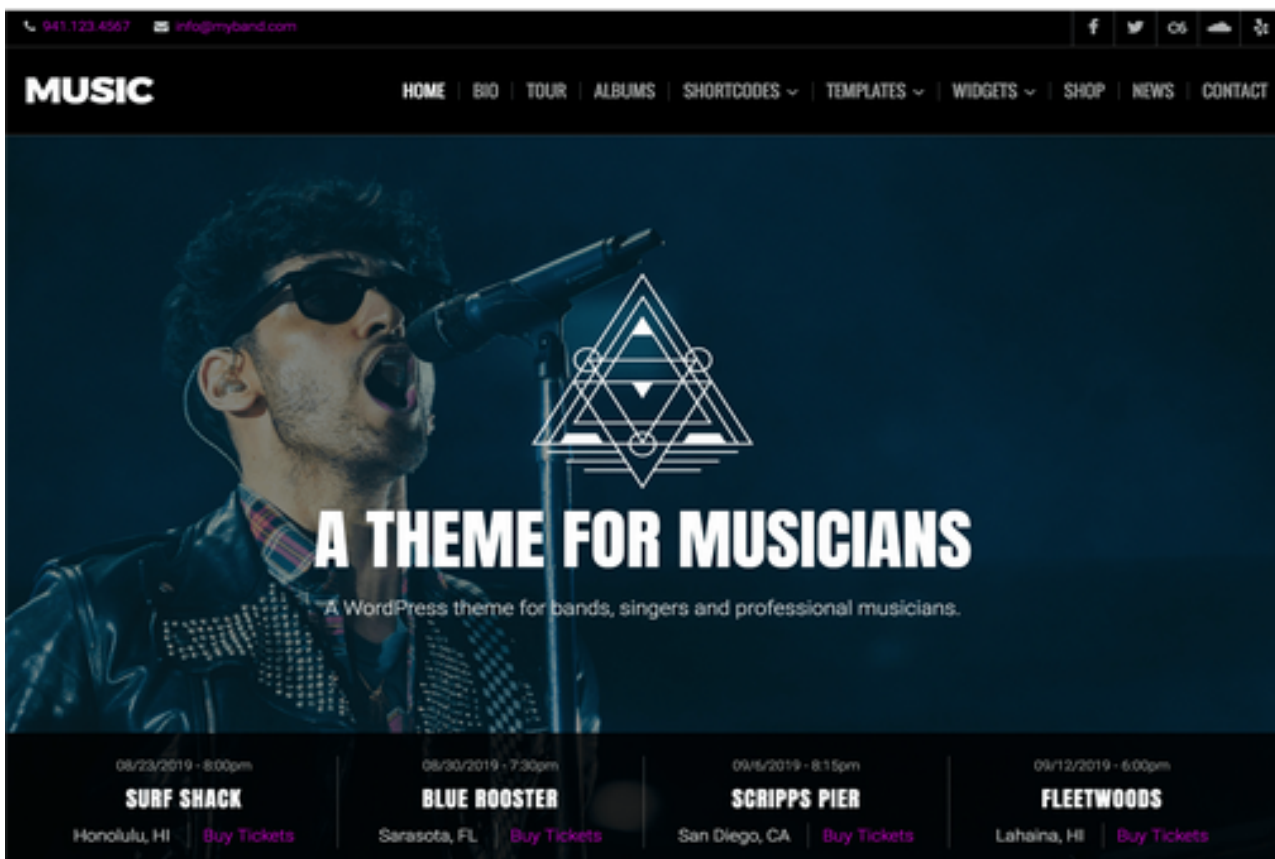 941.123.4567 info@myband.com
MUSIC
HOME BIO TOUR ALBUMS SHORTCODES TEMPLATES WIDGETS SHOP NEWS CONTACT
A THEME FOR MUSICIANS
A WordPress theme for bands, singers and professional musicians.
08/23/2019 - 8:00pm
SURF SHACK
Honolulu, HI Buy Tickets
08/30/2019 - 7:30pm
BLUE ROOSTER
Sarasota, FL Buy Tickets
09/6/2019 - 8:15pm
SCRIPPS PIER
San Diego, CA Buy Tickets
09/12/2019 - 6:00pm
FLEETWOODS
Lahaina, HI Buy Tickets